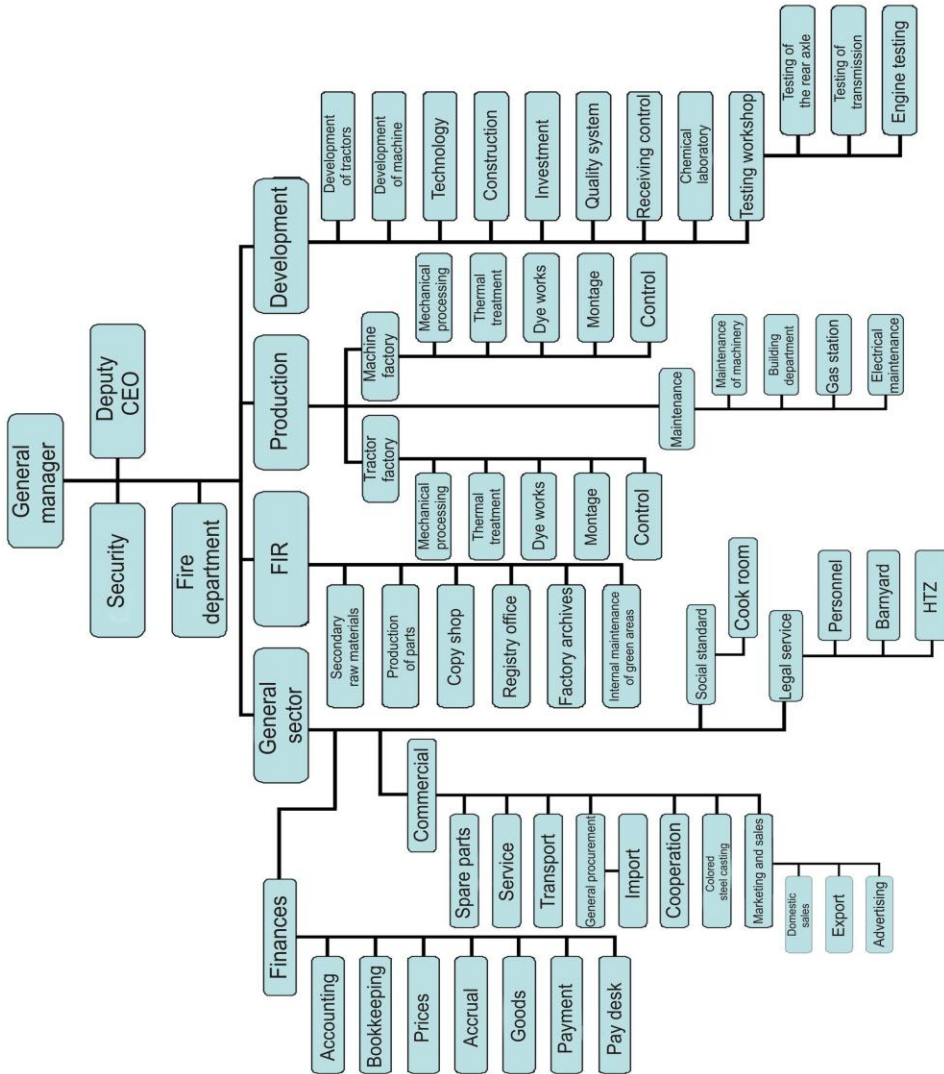 General
manager
Security
Deputy
CEO
Fire
department
General
sector
FIR
Production
Development
Finances
Accounting
Bookkeeping
Prices
Accrual
Goods
Payment
Pay desk
Commercial
Spare parts
Service
Transport
General procurement
Import
Cooperation
Colored
steel casting
Marketing and sales
Domestic
sales
Export
Advertising
Social standard
Cook room
Legal service
Personnel
Barnyard
HTZ
Secondary
raw materials
Production
of parts
Copy shop
Registry office
Factory archives
Internal maintenance
of green areas
Tractor
factory
Mechanical
processing
Thermal
treatment
Dye works
Montage
Control
Machine
factory
Mechanical
processing
Thermal
treatment
Dye works
Montage
Control
Maintenance
Maintenance
of machinery
Building
department
Gas station
Electrical
maintenance
Development
of tractors
Development
of machine
Technology
Construction
Investment
Quality system
Receiving control
Chemical
laboratory
Testing workshop
Testing of
the rear axle
Testing of
transmission
Engine testing